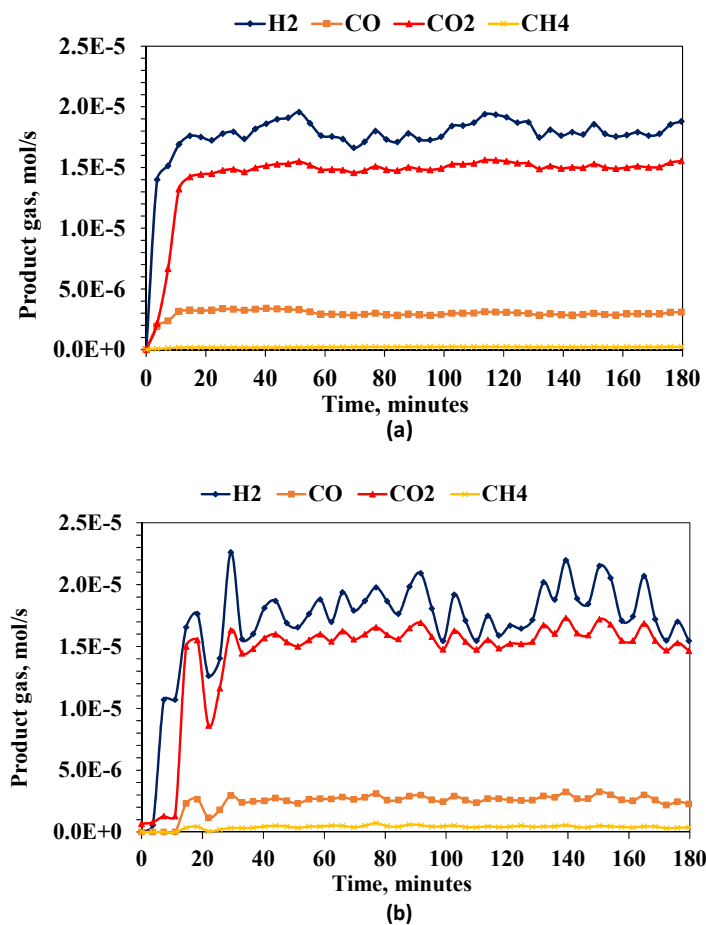 H2 CO CO2 CH4
2.5E-5
2.0E-5
1.5E-5
1.0E-5
5.0E-6
0.0E+0
Product gas, mol/s
0 20 40 60 80 100 120 140 160 180
Time, minutes
(a)
H2 CO CO2 CH4
2.5E-5
2.0E-5
1.5E-5
1.0E-5
5.0E-6
0.0E+0
Product gas, mol/s
0 20 40 60 80 100 120 140 160 180
Time, minutes
(b)